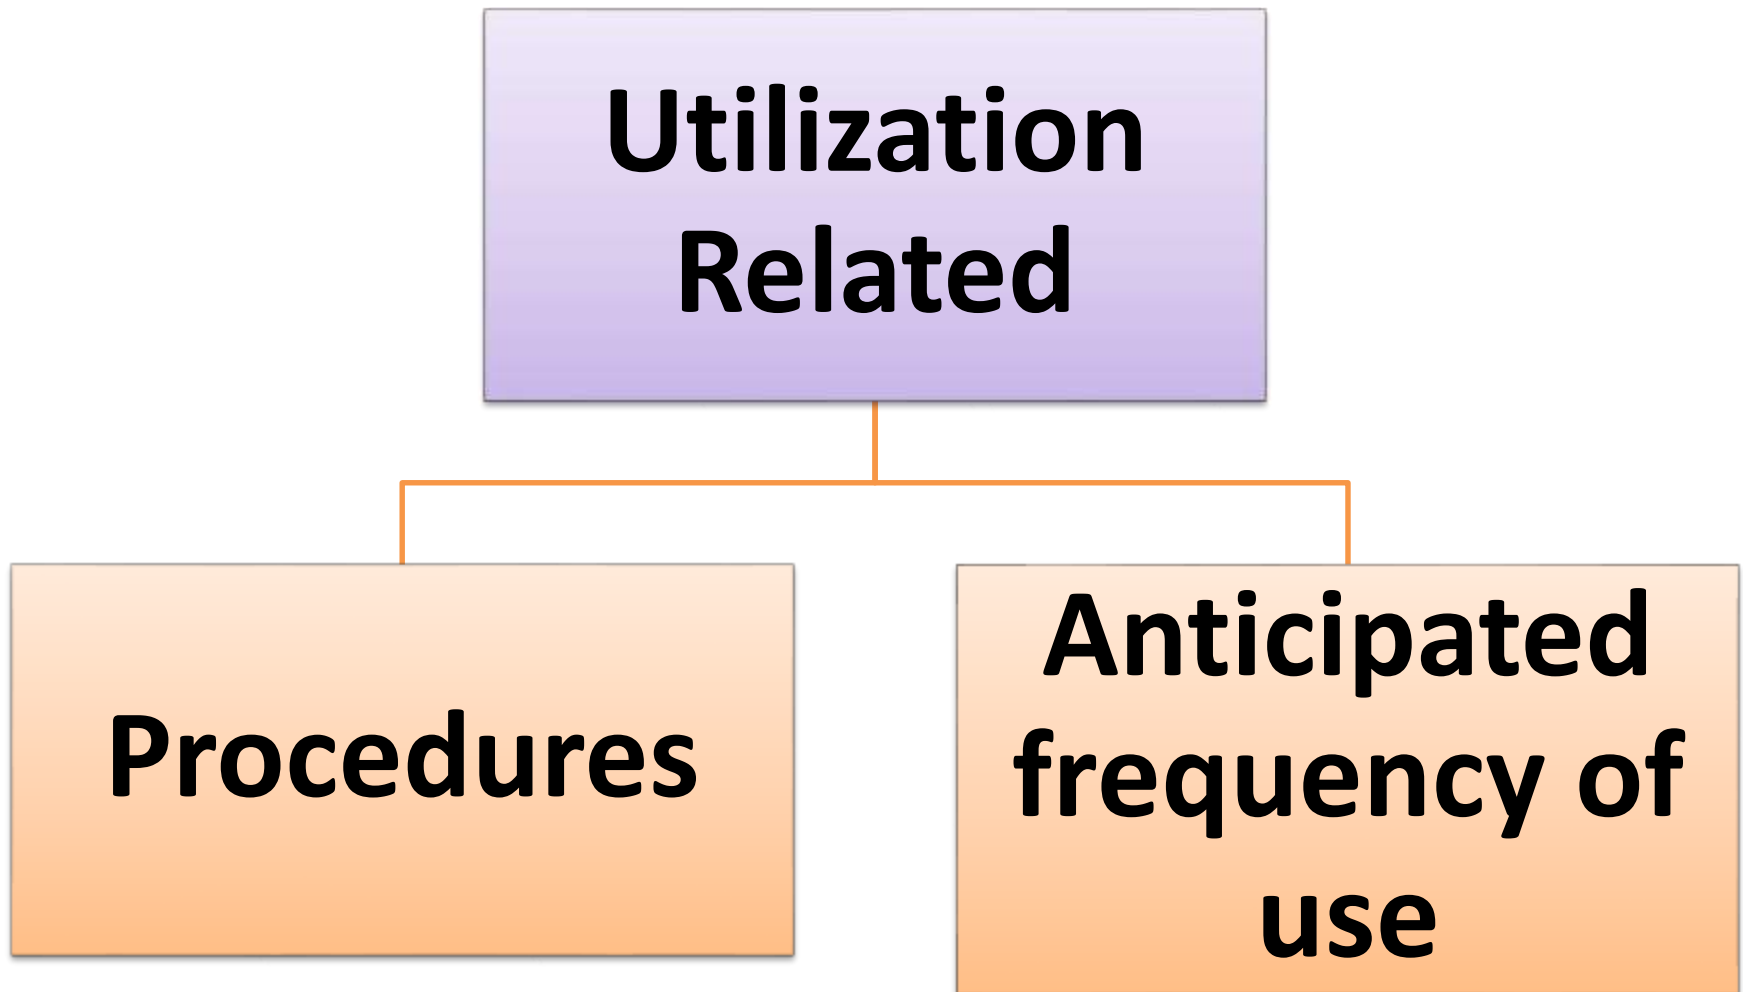 Utilization
Related
Procedures
Anticipated
frequency of
use